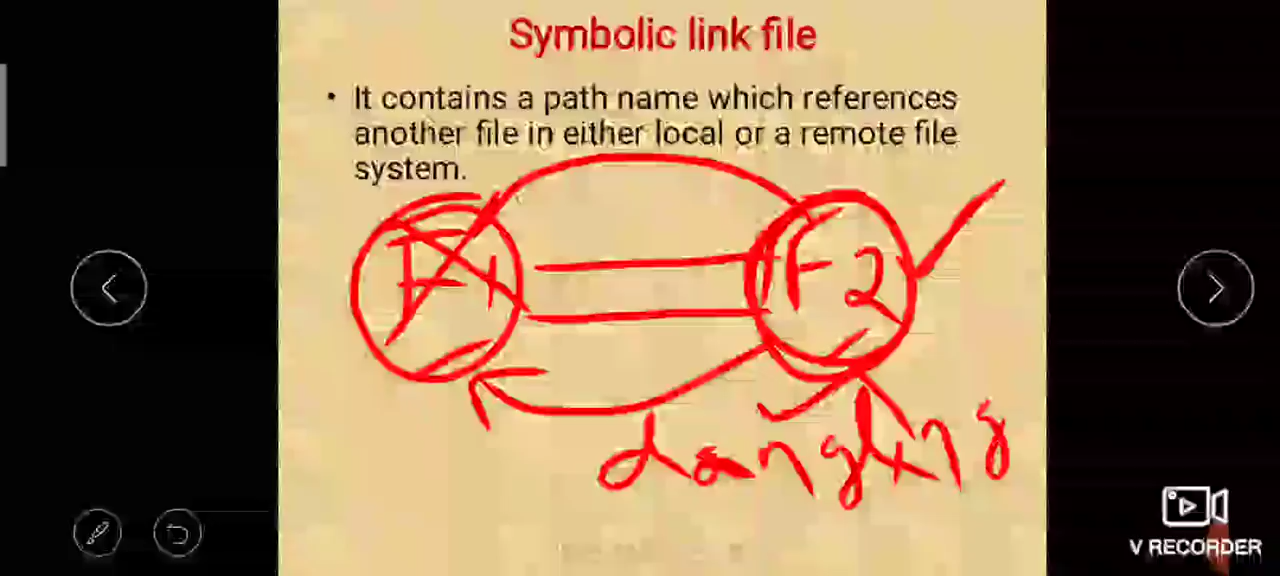 Symbolic link file
• It contains a path name which references
another file in either local or a remote file
system.
F1
F2
dangling
V RECORDER